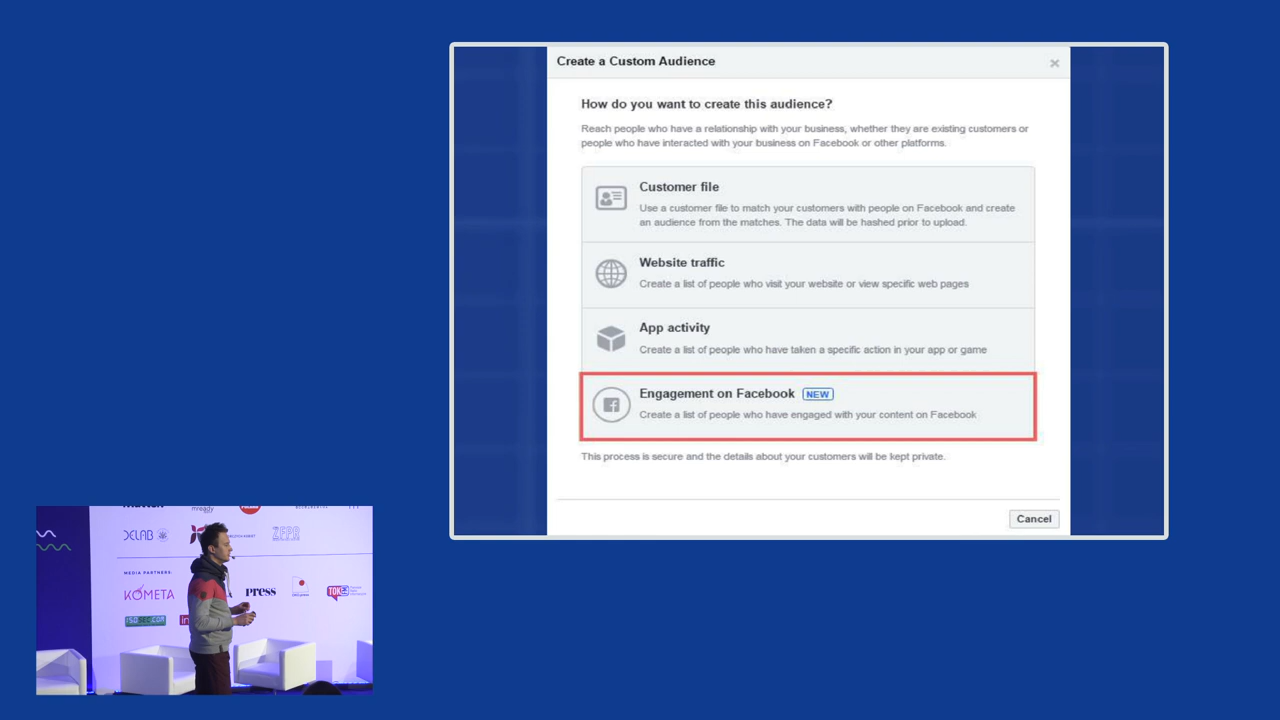 Create a Custom Audience
How do you want to create this audience?
Reach people who have a relationship with your business, whether they are existing customers or
people who have interacted with your business on Facebook or other platforms.
Customer file
Use a customer file to match your customers with people on Facebook and create
an audience from the matches. The data will be hashed prior to upload.
Website traffic
Create a list of people who visit your website or view specific web pages
App activity
Create a list of people who have taken a specific action in your app or game
Engagement on Facebook NEW
Create a list of people who have engaged with your content on Facebook
This process is secure and the details about your customers will be kept private.
Cancel
mready
DELAB
ZEPA
MEDIA PARTNERS:
KOMETA
press